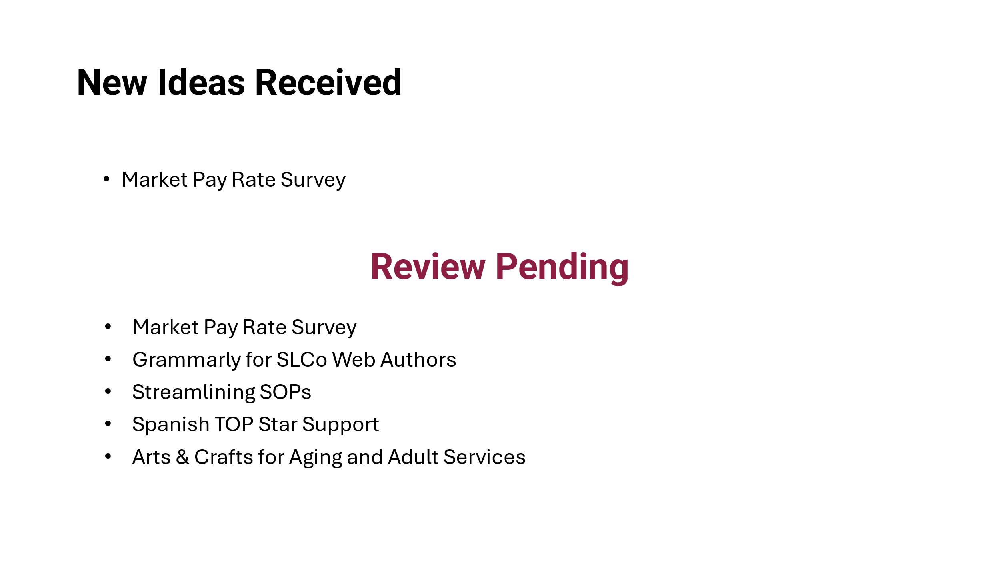 New Ideas Received
• Market Pay Rate Survey
Review Pending
• Market Pay Rate Survey
• Grammarly for SLCo Web Authors
• Streamlining SOPs
• Spanish TOP Star Support
• Arts & Crafts for Aging and Adult Services